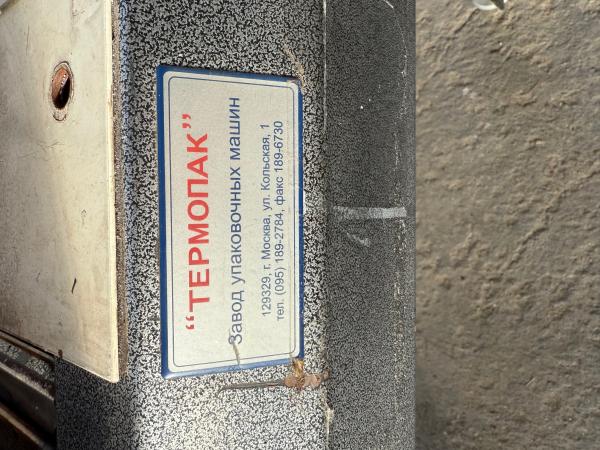 “ТЕРМОПАК”
Завод упаковочных машин
129329, г. Москва, ул. Кольская, 1
тел. (095) 189-2784, факс 189-6730